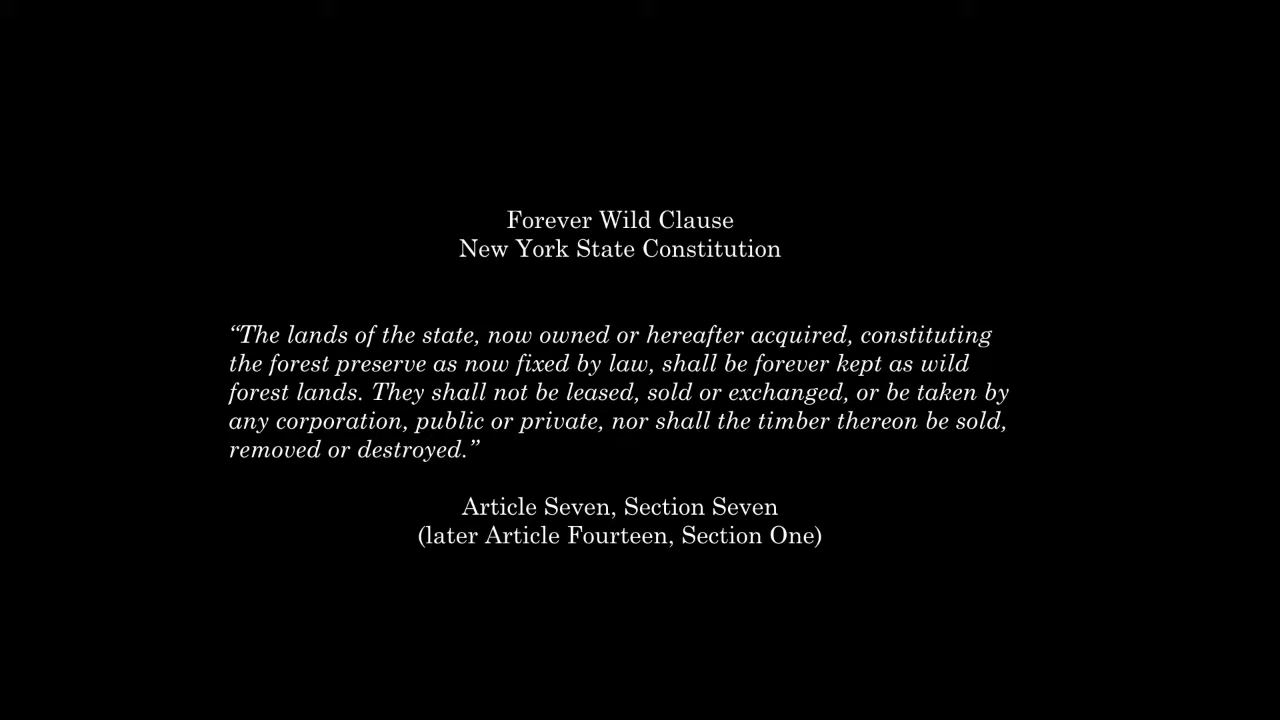 Forever Wild Clause
New York State Constitution
“The lands of the state, now owned or hereafter acquired, constituting
the forest preserve as now fixed by law, shall be forever kept as wild
forest lands. They shall not be leased, sold or exchanged, or be taken by
any corporation, public or private, nor shall the timber thereon be sold,
removed or destroyed.”
Article Seven, Section Seven
(later Article Fourteen, Section One)